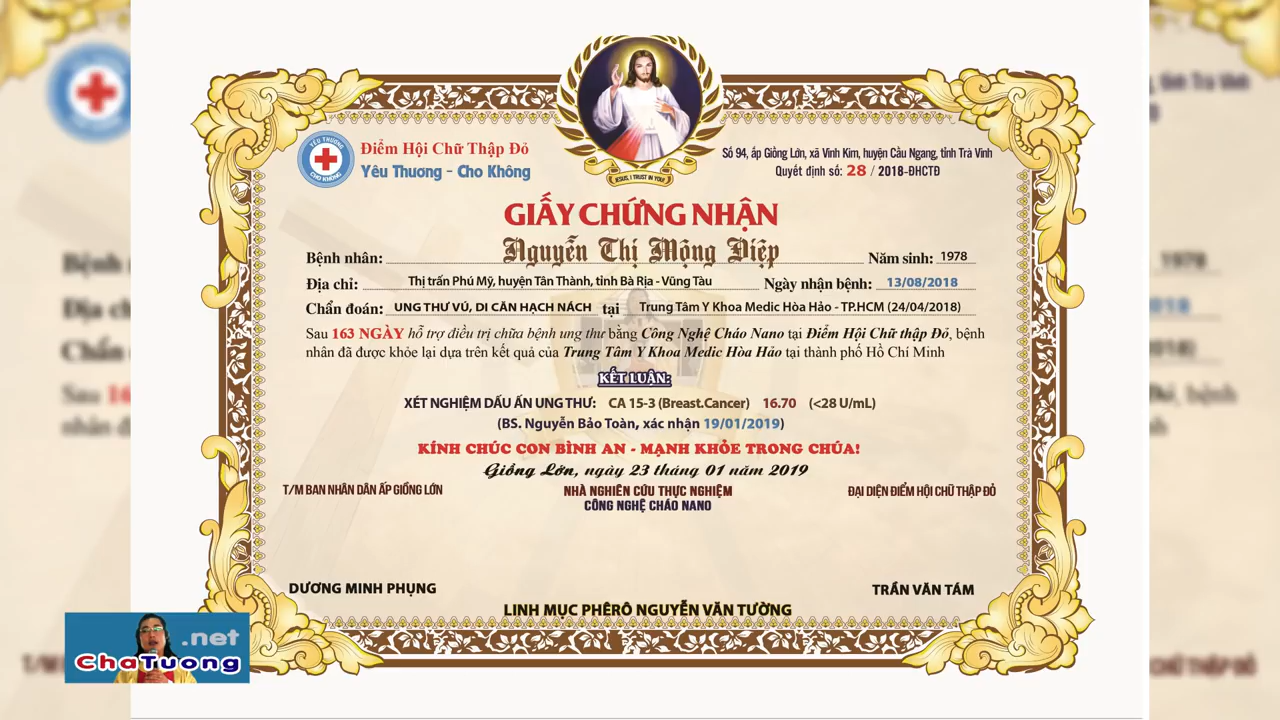 JESUS, I TRUST IN YOU!
YÊU THƯƠNG
CHO KHÔNG
Điểm Hội Chữ Thập Đỏ
Yêu Thương - Cho Không
Số 94, ấp Giồng Lớn, xã Vinh Kim, huyện Cầu Ngang, tỉnh Trà Vinh
Quyết định số: 28 / 2018-ĐHCTĐ
GIẤY CHỨNG NHẬN
Bệnh nhân: Nguyễn Thị Mộng Điệp Năm sinh: 1978
Địa chỉ: Thị trấn Phú Mỹ, huyện Tân Thành, tỉnh Bà Rịa - Vũng Tàu Ngày nhận bệnh: 13/08/2018
Chẩn đoán: UNG THƯ VÚ, DI CĂN HẠCH NÁCH tại Trung Tâm Y Khoa Medic Hòa Hảo - TP.HCM (24/04/2018)
Sau 163 NGÀY hỗ trợ điều trị chữa bệnh ung thư bằng Công Nghệ Cháo Nano tại Điểm Hội Chữ thập Đỏ, bệnh
nhân đã được khỏe lại dựa trên kết quả của Trung Tâm Y Khoa Medic Hòa Hảo tại thành phố Hồ Chí Minh
KẾT LUẬN:
XÉT NGHIỆM DẤU ẤN UNG THƯ: CA 15-3 (Breast.Cancer) 16.70 (<28 U/mL)
(BS. Nguyễn Bảo Toàn, xác nhận 19/01/2019)
KÍNH CHÚC CON BÌNH AN - MẠNH KHỎE TRONG CHÚA!
Giồng Lớn, ngày 23 tháng 01 năm 2019
T/M BAN NHÂN DÂN ẤP GIỒNG LỚN
NHÀ NGHIÊN CỨU THỰC NGHIỆM
CÔNG NGHỆ CHÁO NANO
ĐẠI DIỆN ĐIỂM HỘI CHỮ THẬP ĐỎ
DƯƠNG MINH PHỤNG
TRẦN VĂN TÁM
LINH MỤC PHÊRÔ NGUYỄN VĂN TƯỜNG
.net
ChaTuong